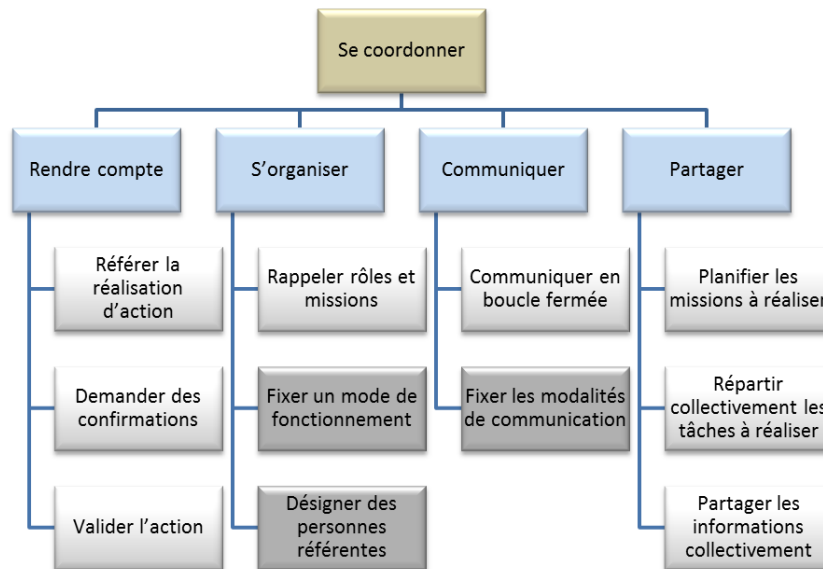 Se coordonner
Rendre compte
S'organiser
Communiquer
Partager
Référer la
réalisation
d'action
Rappeler rôles et
missions
Communiquer en
boucle fermée
Planifier les
missions à réaliser
Demander des
confirmations
Fixer un mode de
fonctionnement
Fixer les modalités
de communication
Répartir
collectivement les
tâches à réaliser
Valider l'action
Désigner des
personnes
référentes
Partager les
informations
collectivement